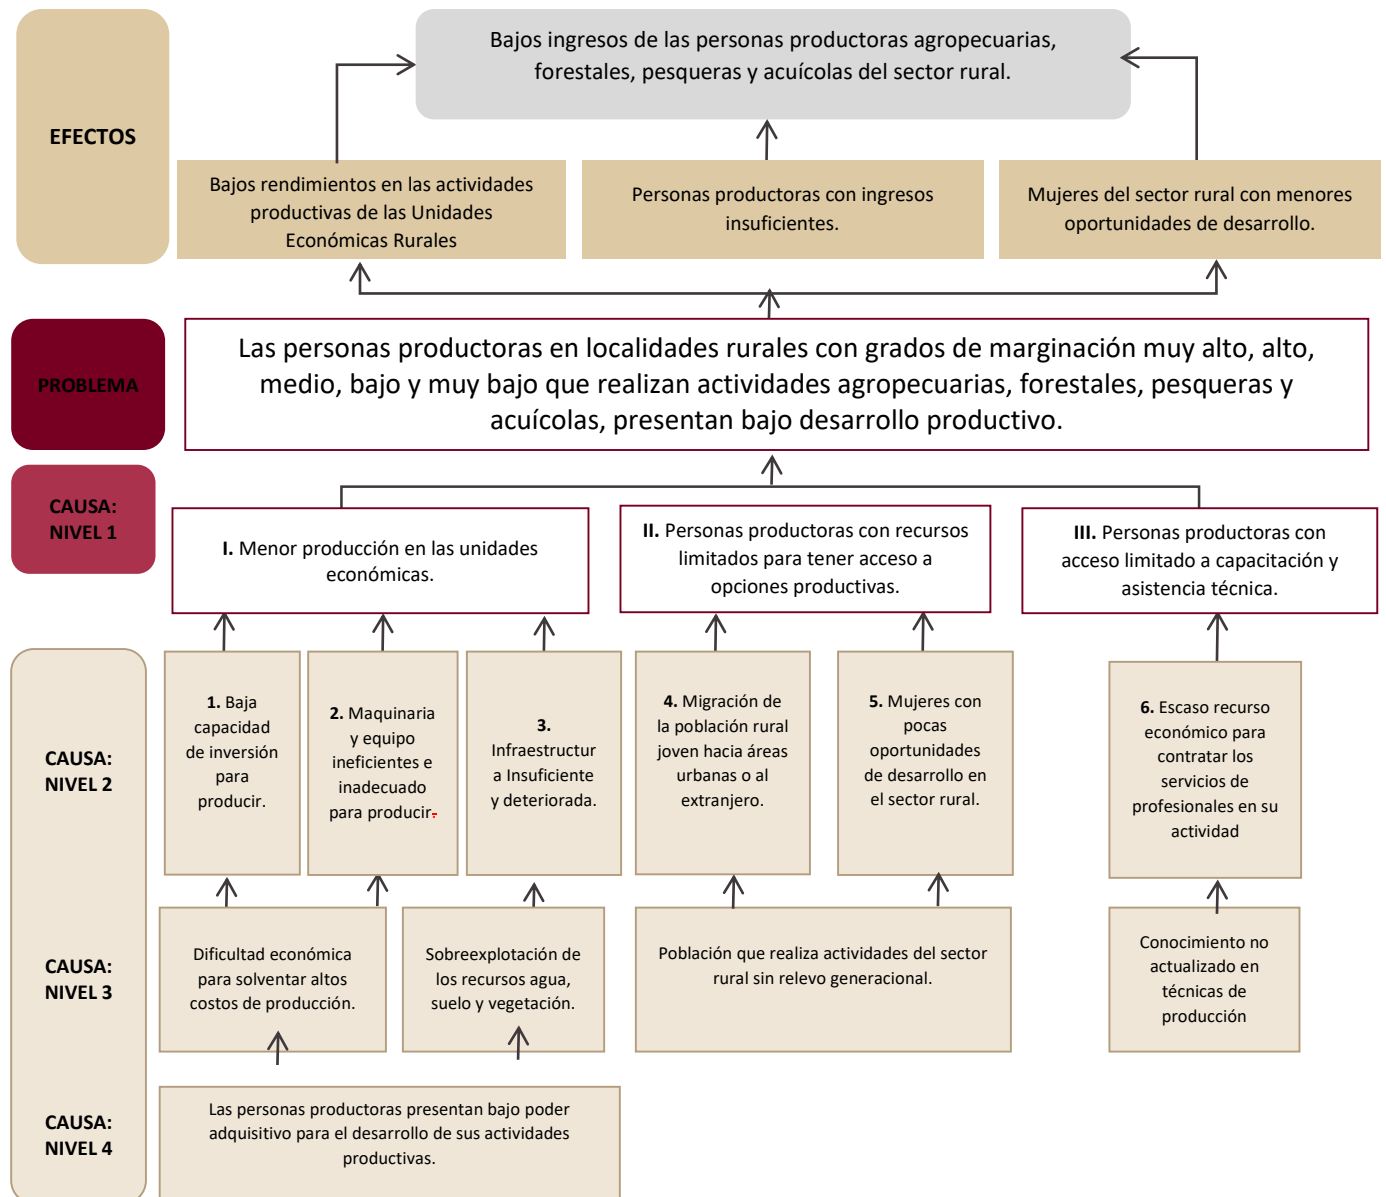 EFECTOS
Bajos ingresos de las personas productoras agropecuarias,
forestales, pesqueras y acuícolas del sector rural.
Bajos rendimientos en las actividades
productivas de las Unidades
Económicas Rurales
Personas productoras con ingresos
insuficientes.
Mujeres del sector rural con menores
oportunidades de desarrollo.
PROBLEMA
Las personas productoras en localidades rurales con grados de marginación muy alto, alto,
medio, bajo y muy bajo que realizan actividades agropecuarias, forestales, pesqueras y
acuícolas, presentan bajo desarrollo productivo.
CAUSA:
NIVEL 1
I. Menor producción en las unidades
económicas.
II. Personas productoras con recursos
limitados para tener acceso a
opciones productivas.
III. Personas productoras con
acceso limitado a capacitación y
asistencia técnica.
CAUSA:
NIVEL 2
1. Baja
capacidad
de inversión
para
producir.
2. Maquinaria
y equipo
ineficientes e
inadecuado
para producir.
3.
Infraestructur
a Insuficiente
y deteriorada.
4. Migración de
la población rural
joven hacia áreas
urbanas o al
extranjero.
5. Mujeres con
pocas
oportunidades
de desarrollo en
el sector rural.
6. Escaso recurso
económico para
contratar los
servicios de
profesionales en su
actividad
CAUSA:
NIVEL 3
Dificultad económica
para solventar altos
costos de producción.
Sobreexplotación de
los recursos agua,
suelo y vegetación.
Población que realiza actividades del sector
rural sin relevo generacional.
Conocimiento no
actualizado en
técnicas de
producción
CAUSA:
NIVEL 4
Las personas productoras presentan bajo poder
adquisitivo para el desarrollo de sus actividades
productivas.